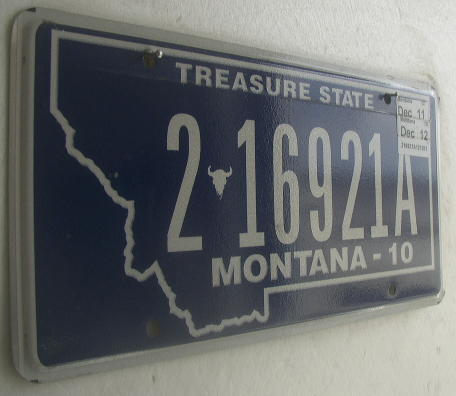 TREASURE STATE
Dec 11
Dec 12
2 16921A
MONTANA - 10